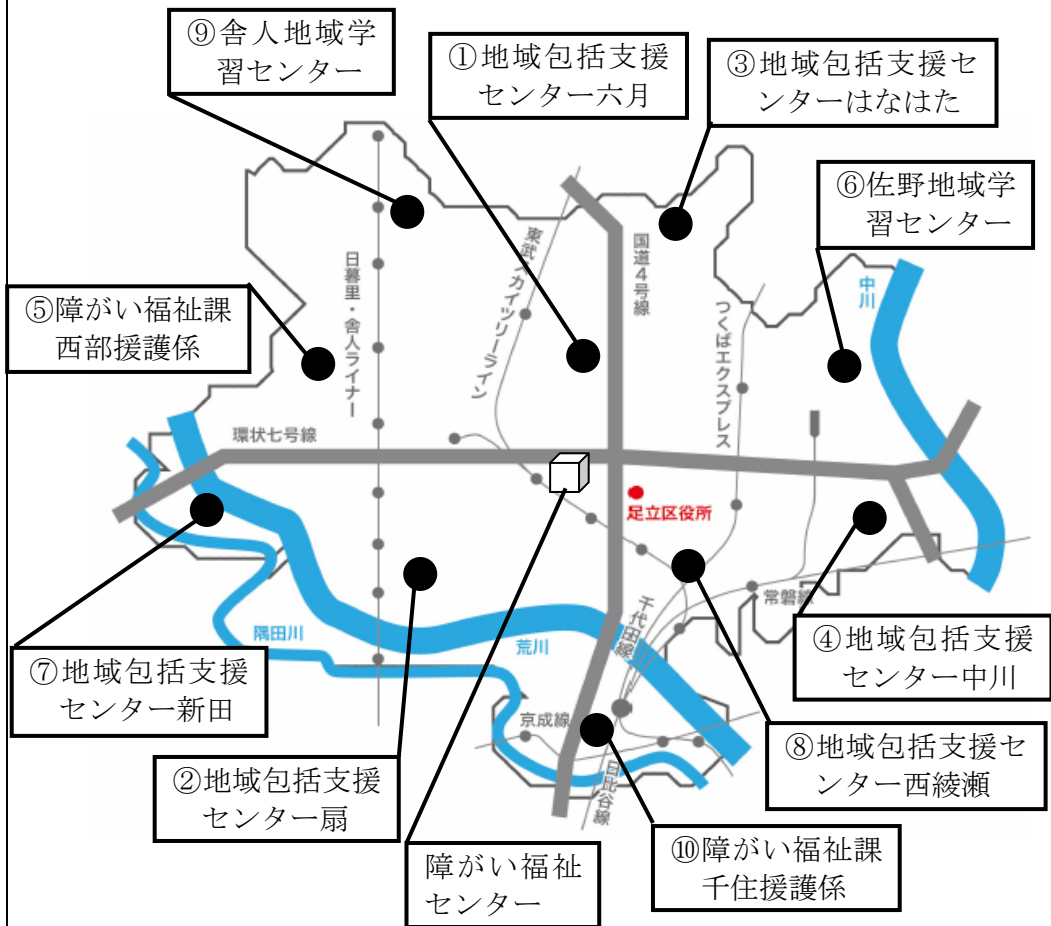 ⑨舎人地域学
習センター
①地域包括支援
センター六月
③地域包括支援セ
ンターはなはた
⑥佐野地域学
習センター
⑤障がい福祉課
西部援護係
日暮里・舎人ライナー
東武スカイツリーライン
国道4号線
つくばエクスプレス
中川
環状七号線
足立区役所
隅田川
荒川
千代田線
常磐線
④地域包括支援
センター中川
⑦地域包括支援
センター新田
京成線
日比谷線
⑧地域包括支援セ
ンター西綾瀬
②地域包括支援
センター扇
障がい福祉
センター
⑩障がい福祉課
千住援護係